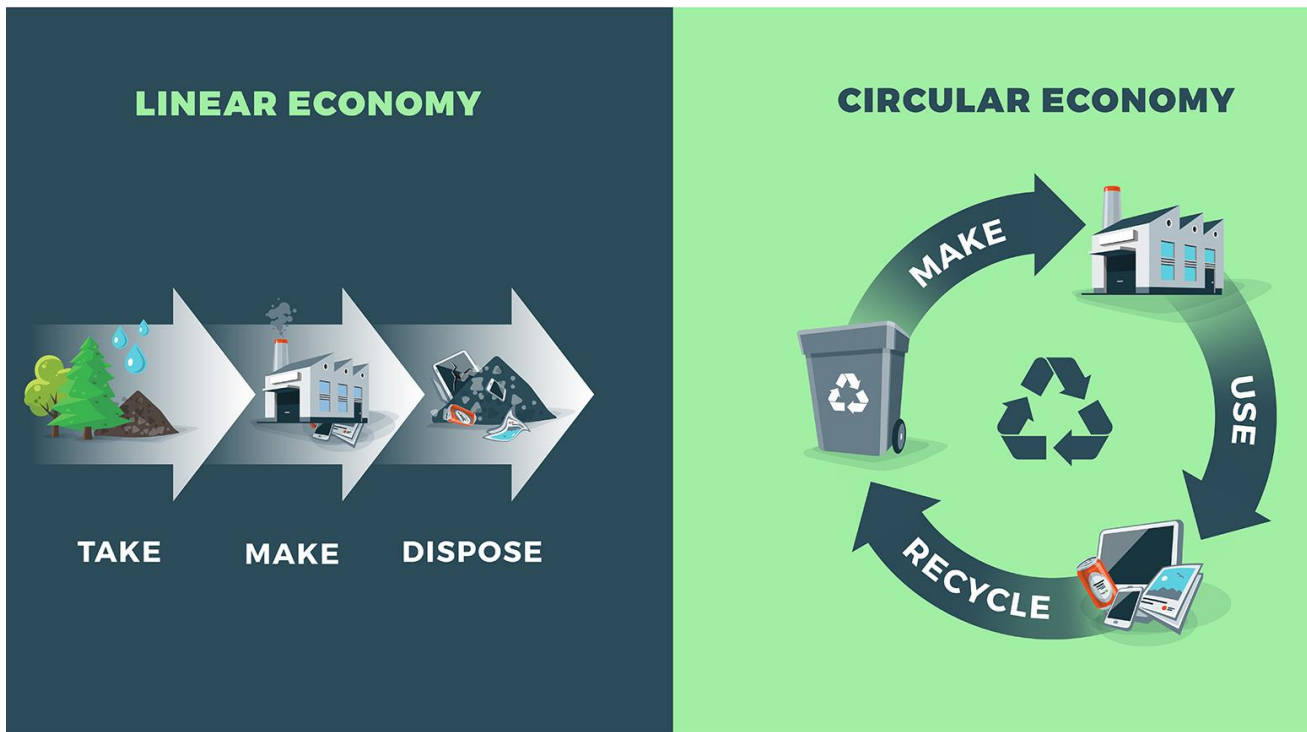 LINEAR ECONOMY
TAKE
MAKE
DISPOSE
CIRCULAR ECONOMY
MAKE
USE
RECYCLE